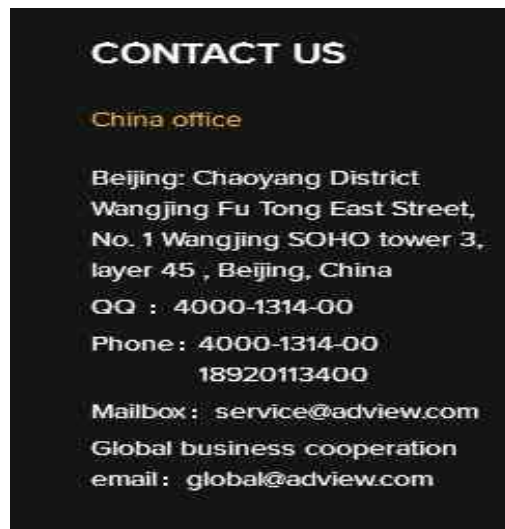 CONTACT US
China office
Beijing: Chaoyang District
Wangjing Fu Tong East Street,
No. 1 Wangjing SOHO tower 3,
layer 45 , Beijing, China
QQ : 4000-1314-00
Phone: 4000-1314-00
18920113400
Mailbox: service@adview.com
Global business cooperation
email: global@adview.com